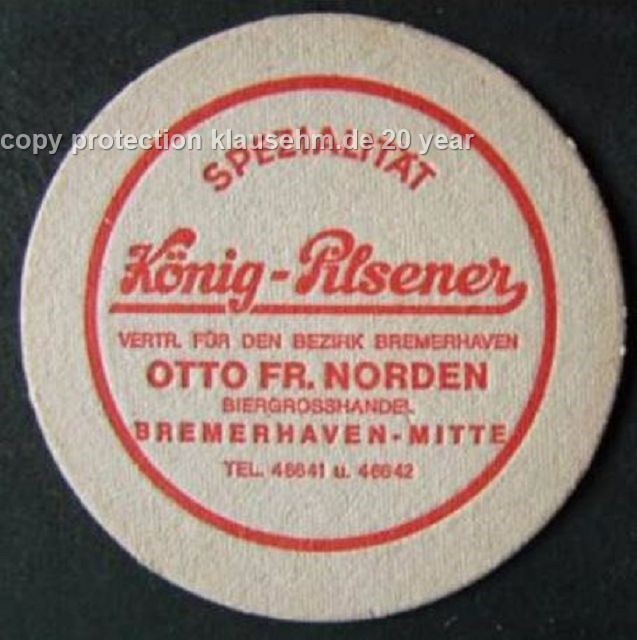 copy protection klausehm.de 20 year
SPEZIALITÄT
König-Pilsener
VERTR. FÜR DEN BEZIRK BREMERHAVEN
OTTO FR. NORDEN
BIERGROSSHANDEL
BREMERHAVEN-MITTE
TEL. 46641 u. 46642